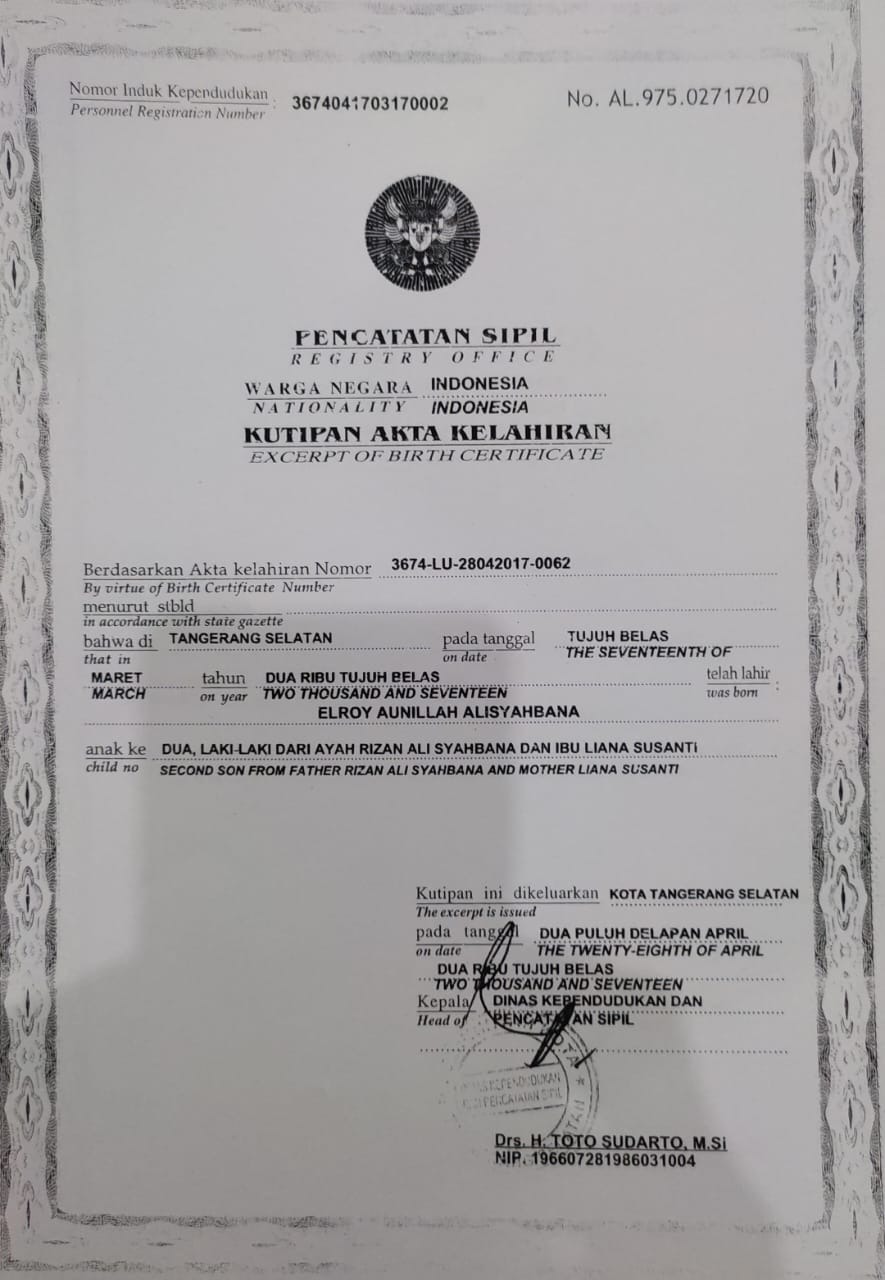 Nomor Induk Kependudukan : 3674041703170002 No. AL.975.0271720
Personnel Registration Number
PENCATATAN SIPIL
REGISTRY OFFICE
WARGA NEGARA INDONESIA
NATIONALITY INDONESIA
KUTIPAN AKTA KELAHIRAN
EXCERPT OF BIRTH CERTIFICATE
Berdasarkan Akta kelahiran Nomor 3674-LU-28042017-0062
By virtue of Birth Certificate Number
menurut stbld
in accordance with state gazette
bahwa di TANGERANG SELATAN pada tanggal TUJUH BELAS
that in on date THE SEVENTEENTH OF
MARET tahun DUA RIBU TUJUH BELAS telah lahir :
MARCH on year TWO THOUSAND AND SEVENTEEN was born
ELROY AUNILLAH ALISYAHBANA
anak ke DUA, LAKI-LAKI DARI AYAH RIZAN ALI SYAHBANA DAN IBU LIANA SUSANTI
child no SECOND SON FROM FATHER RIZAN ALI SYAHBANA AND MOTHER LIANA SUSANTI
Kutipan ini dikeluarkan KOTA TANGERANG SELATAN
The excerpt is issued
pada tanggal DUA PULUH DELAPAN APRIL
on date THE TWENTY-EIGHTH OF APRIL
DUA RIBU TUJUH BELAS
TWO THOUSAND AND SEVENTEEN
Kepala DINAS KEPENDUDUKAN DAN
Head of PENCATATAN SIPIL
KEPENDUDUKAN
PENCATATAN SIPIL
Drs. H. TOTO SUDARTO, M.Si
NIP. 196607281986031004